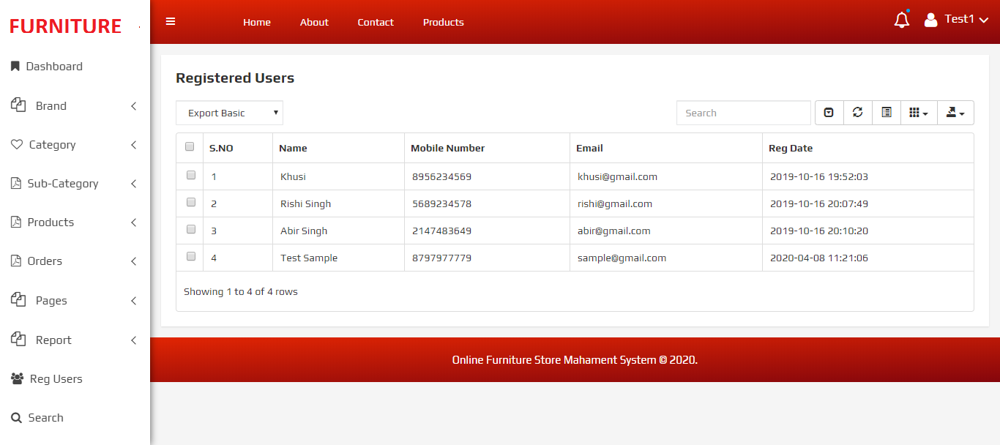 FURNITURE
Home About Contact Products Test1
Dashboard
Brand
Category
Sub-Category
Products
Orders
Pages
Report
Reg Users
Search
Registered Users
Export Basic Search
S.NO Name Mobile Number Email Reg Date
1 Khusi 8956234569 khusi@gmail.com 2019-10-16 19:52:03
2 Rishi Singh 5689234578 rishi@gmail.com 2019-10-16 20:07:49
3 Abir Singh 2147483649 abir@gmail.com 2019-10-16 20:10:20
4 Test Sample 8797977779 sample@gmail.com 2020-04-08 11:21:06
Showing 1 to 4 of 4 rows
Online Furniture Store Mahament System © 2020.